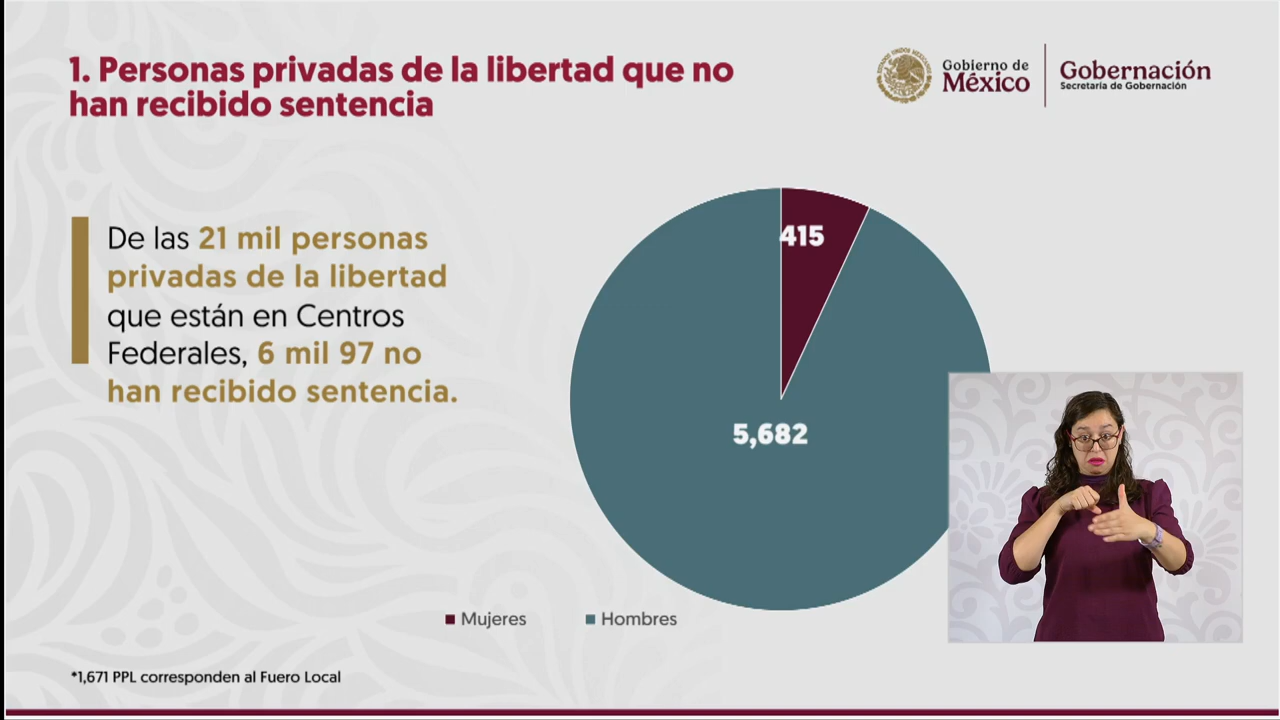 1. Personas privadas de la libertad que no
han recibido sentencia
Gobierno de
México
Gobernación
Secretaría de Gobernación
De las 21 mil personas
privadas de la libertad
que están en Centros
Federales, 6 mil 97 no
han recibido sentencia.
415
5,682
Mujeres
Hombres
*1,671 PPL corresponden al Fuero Local